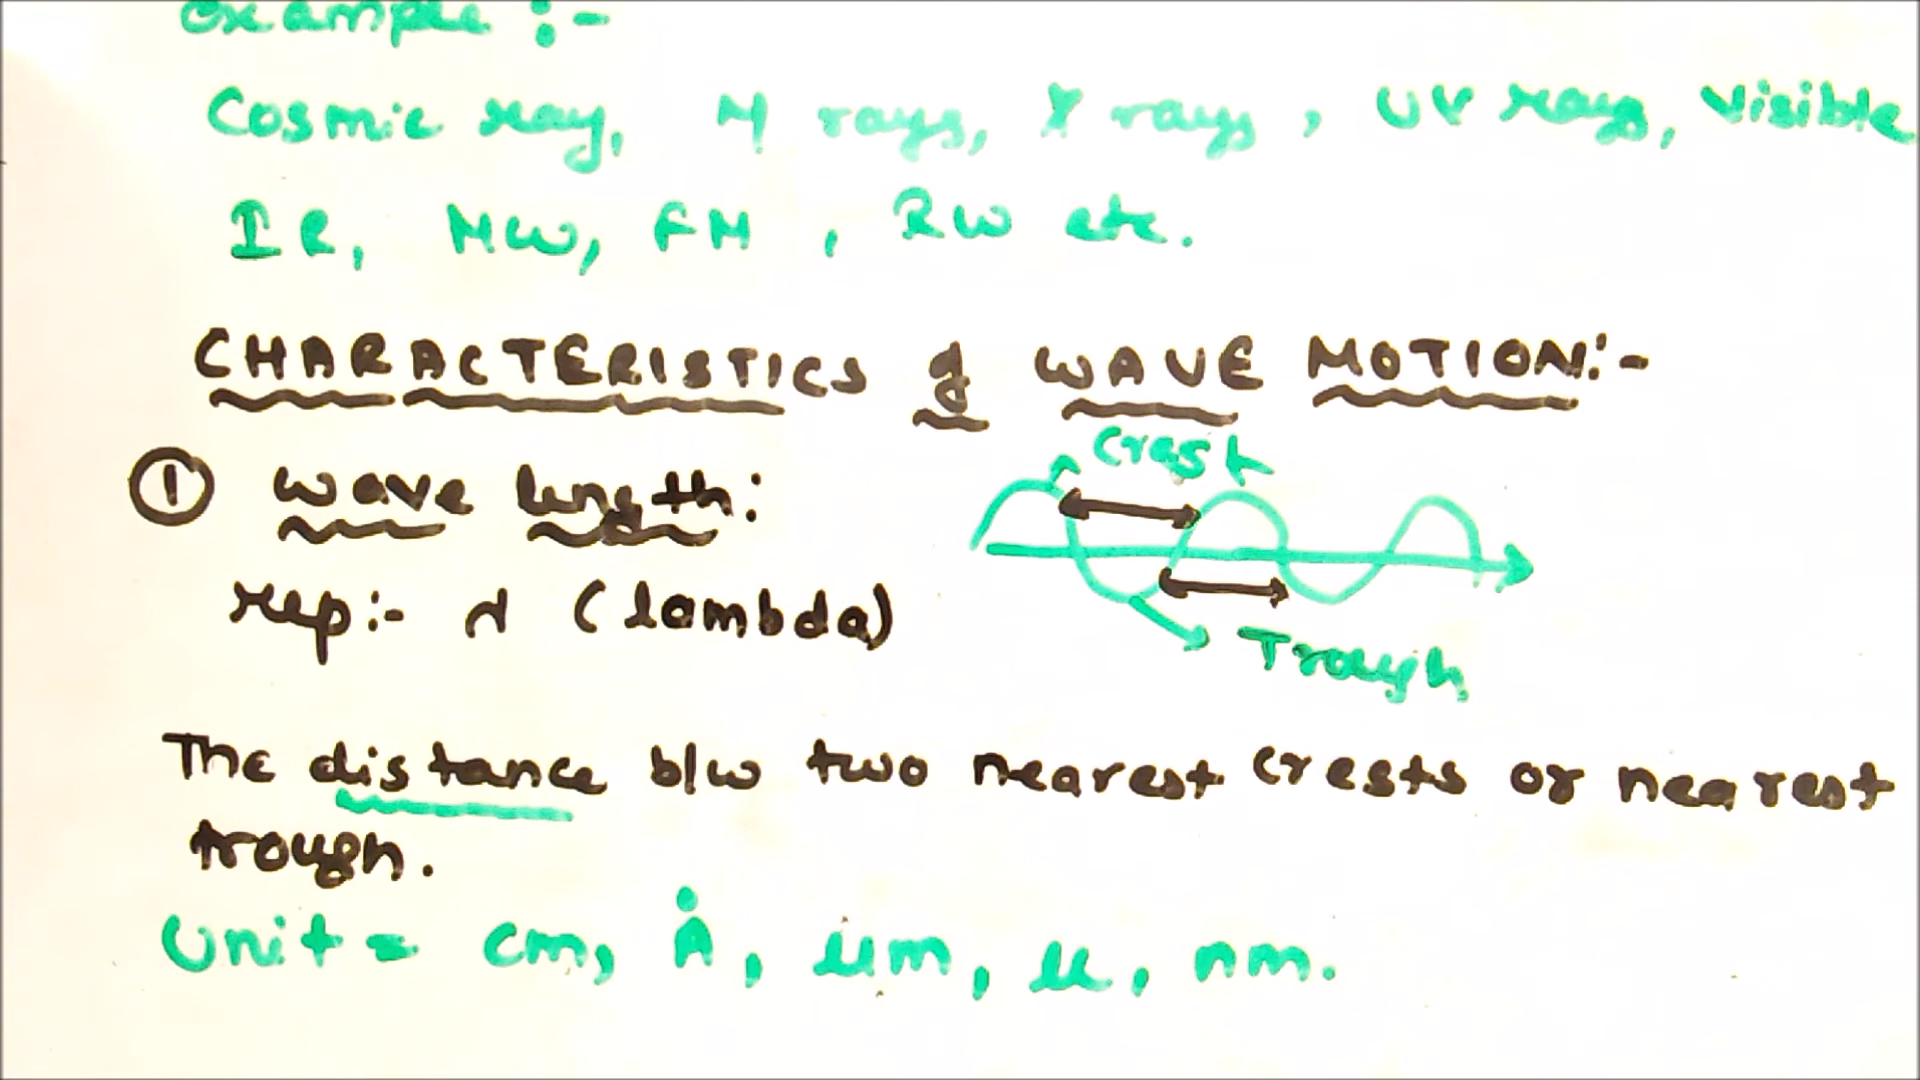 example :-
Cosmic ray, γ rays, X rays, UV rays, Visible
IR, MW, FM, RW etc.
CHARACTERISTICS of WAVE MOTION:-
① wave length:
Crest
rep:- λ (lambda)
Trough
The distance b/w two nearest crests or nearest
trough.
Unit = cm, Å, μm, μ, nm.